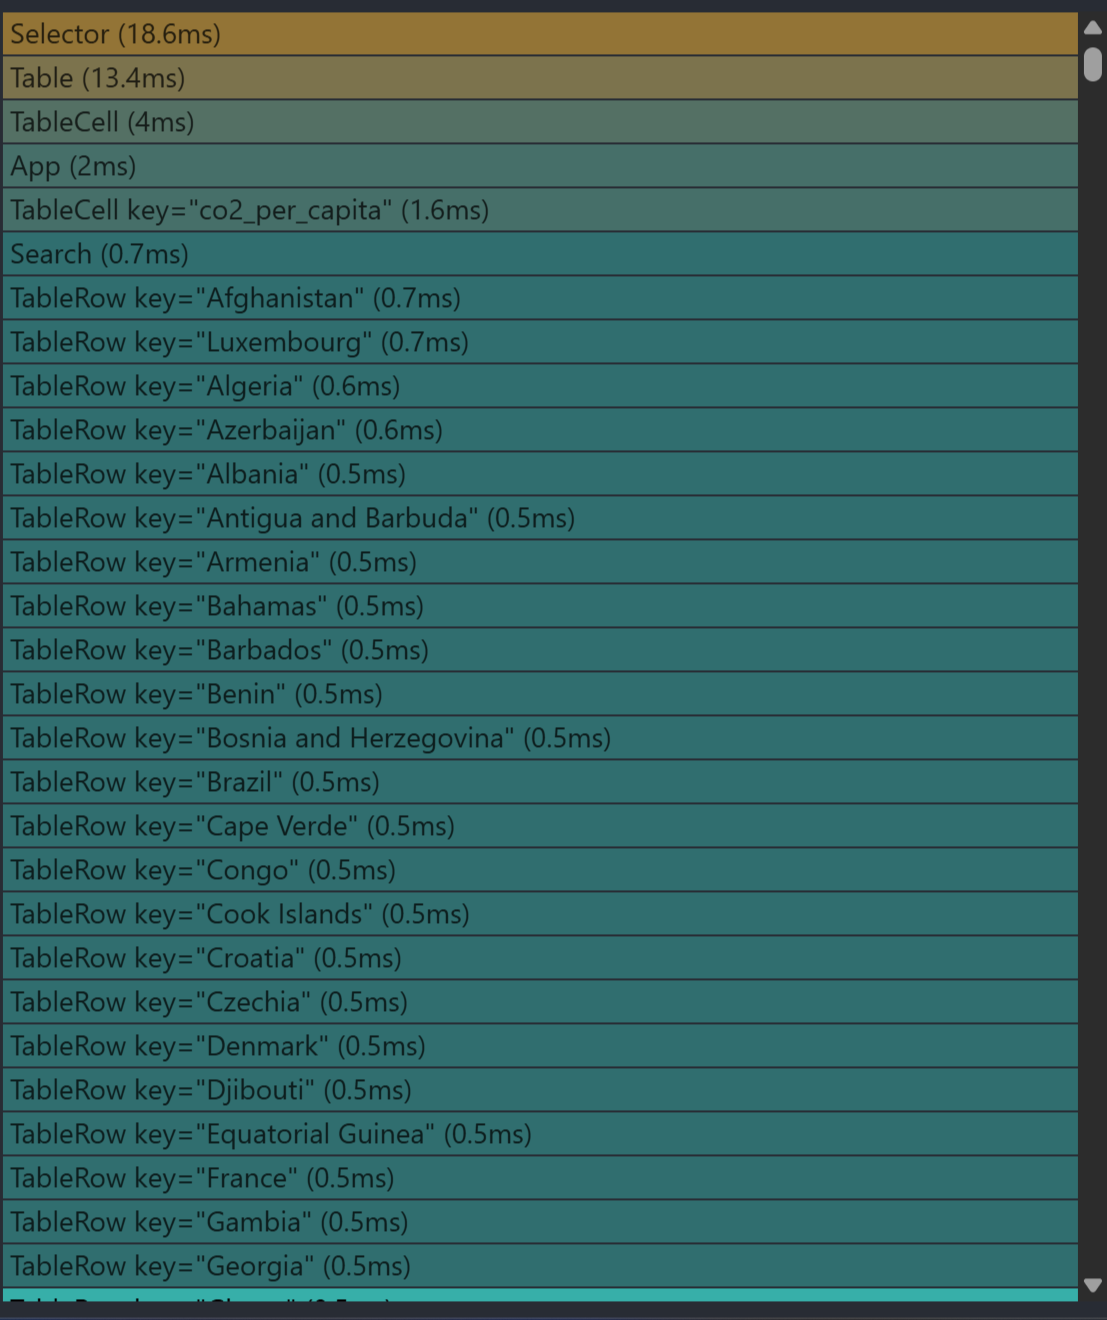 Selector (18.6ms)
Table (13.4ms)
TableCell (4ms)
App (2ms)
TableCell key="co2_per_capita" (1.6ms)
Search (0.7ms)
TableRow key="Afghanistan" (0.7ms)
TableRow key="Luxembourg" (0.7ms)
TableRow key="Algeria" (0.6ms)
TableRow key="Azerbaijan" (0.6ms)
TableRow key="Albania" (0.5ms)
TableRow key="Antigua and Barbuda" (0.5ms)
TableRow key="Armenia" (0.5ms)
TableRow key="Bahamas" (0.5ms)
TableRow key="Barbados" (0.5ms)
TableRow key="Benin" (0.5ms)
TableRow key="Bosnia and Herzegovina" (0.5ms)
TableRow key="Brazil" (0.5ms)
TableRow key="Cape Verde" (0.5ms)
TableRow key="Congo" (0.5ms)
TableRow key="Cook Islands" (0.5ms)
TableRow key="Croatia" (0.5ms)
TableRow key="Czechia" (0.5ms)
TableRow key="Denmark" (0.5ms)
TableRow key="Djibouti" (0.5ms)
TableRow key="Equatorial Guinea" (0.5ms)
TableRow key="France" (0.5ms)
TableRow key="Gambia" (0.5ms)
TableRow key="Georgia" (0.5ms)